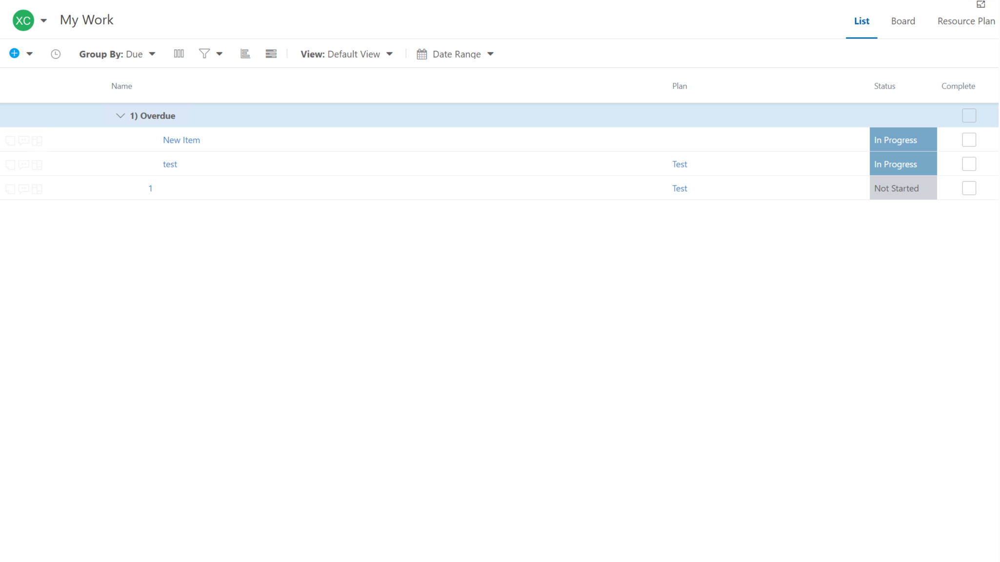 XC My Work List Board Resource Plan
Group By: Due View: Default View Date Range
Name Plan Status Complete
1) Overdue
New Item In Progress
test Test In Progress
1 Test Not Started